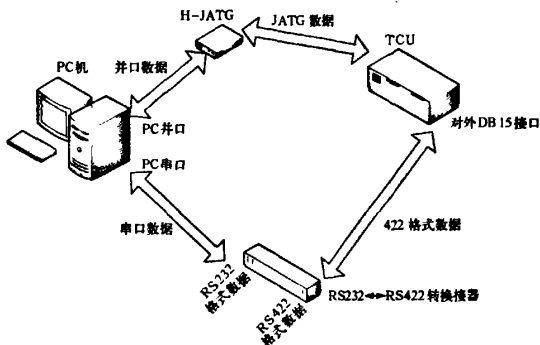 H-JATG
JATG 数据
TCU
PC机
并口数据
PC并口
对外DB15接口
PC串口
串口数据
422 格式数据
RS232
格式数据
RS422
格式数据
RS232↔RS422 转换接器